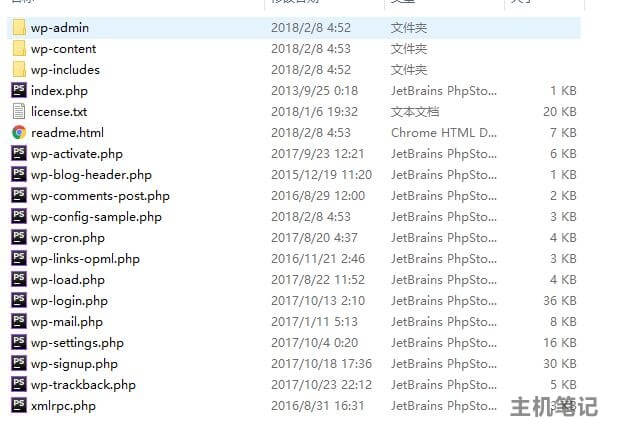 wp-admin 2018/2/8 4:52 文件夹
wp-content 2018/2/8 4:53 文件夹
wp-includes 2018/2/8 4:52 文件夹
index.php 2013/9/25 0:18 JetBrains PhpSto... 1 KB
license.txt 2018/1/6 19:32 文本文档 20 KB
readme.html 2018/2/8 4:53 Chrome HTML D... 7 KB
wp-activate.php 2017/9/23 12:21 JetBrains PhpSto... 6 KB
wp-blog-header.php 2015/12/19 11:20 JetBrains PhpSto... 1 KB
wp-comments-post.php 2016/8/29 12:00 JetBrains PhpSto... 2 KB
wp-config-sample.php 2018/2/8 4:53 JetBrains PhpSto... 3 KB
wp-cron.php 2017/8/20 4:37 JetBrains PhpSto... 4 KB
wp-links-opml.php 2016/11/21 2:46 JetBrains PhpSto... 3 KB
wp-load.php 2017/8/22 11:52 JetBrains PhpSto... 4 KB
wp-login.php 2017/10/13 2:10 JetBrains PhpSto... 36 KB
wp-mail.php 2017/1/11 5:13 JetBrains PhpSto... 8 KB
wp-settings.php 2017/10/4 0:20 JetBrains PhpSto... 16 KB
wp-signup.php 2017/10/18 17:36 JetBrains PhpSto... 30 KB
wp-trackback.php 2017/10/23 22:12 JetBrains PhpSto... 5 KB
xmlrpc.php 2016/8/31 16:31 JetBrains PhpSto... 3 KB
主机笔记